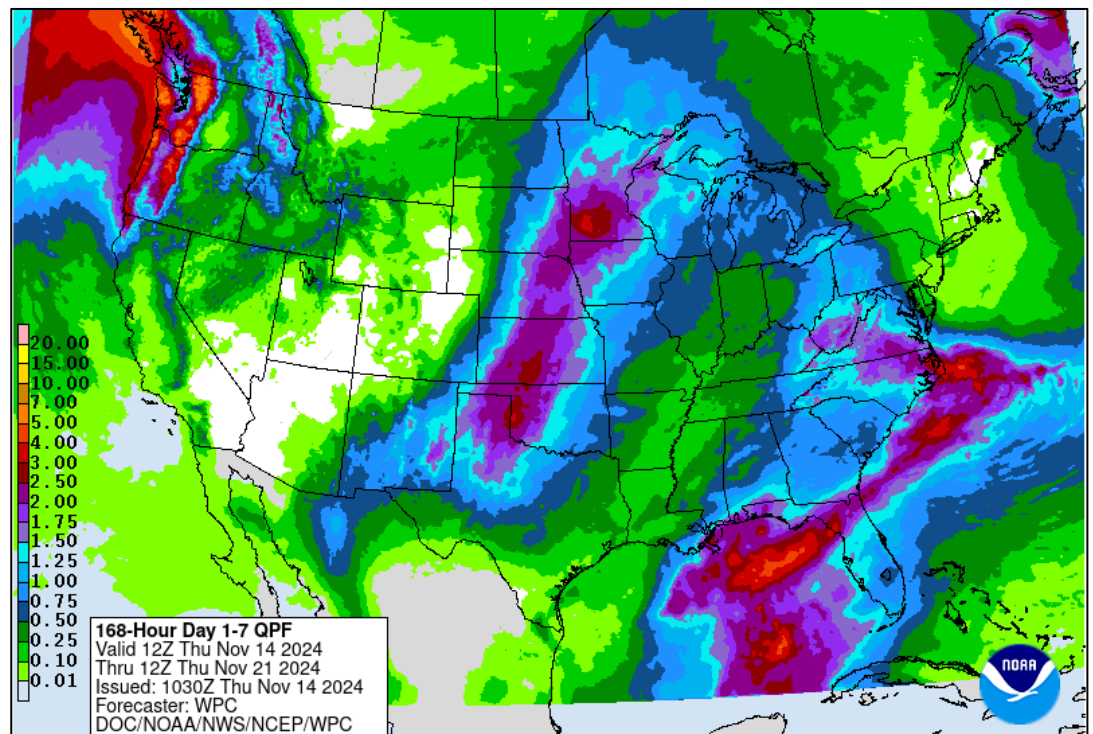 20.00
15.00
10.00
7.00
5.00
4.00
3.00
2.50
2.00
1.75
1.50
1.25
1.00
0.75
0.50
0.25
0.10
0.01
168-Hour Day 1-7 QPF
Valid 12Z Thu Nov 14 2024
Thru 12Z Thu Nov 21 2024
Issued: 1030Z Thu Nov 14 2024
Forecaster: WPC
DOC/NOAA/NWS/NCEP/WPC
NOAA